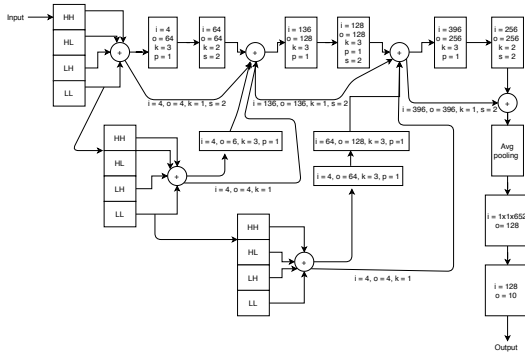 Input
HH
HL
LH
LL
+
i = 4
o = 64
k = 3
p = 1
i = 64
o = 64
k = 2
s = 2
+
i = 136
o = 128
k = 3
p = 1
i = 128
o = 128
k = 3
p = 1
s = 2
+
i = 396
o = 256
k = 3
p = 1
i = 256
o = 256
k = 2
s = 2
i = 4, o = 4, k = 1, s = 2
i = 136, o = 136, k = 1, s = 2
i = 396, o = 396, k = 1, s = 2
+
HH
HL
LH
LL
+
i = 4, o = 6, k = 3, p = 1
i = 64, o = 128, k = 3, p =1
i = 4, o = 64, k = 3, p = 1
i = 4, o = 4, k = 1
Avg
pooling
i = 1x1x652
o= 128
HH
HL
LH
LL
+
i = 4, o = 4, k = 1
i = 128
o = 10
Output